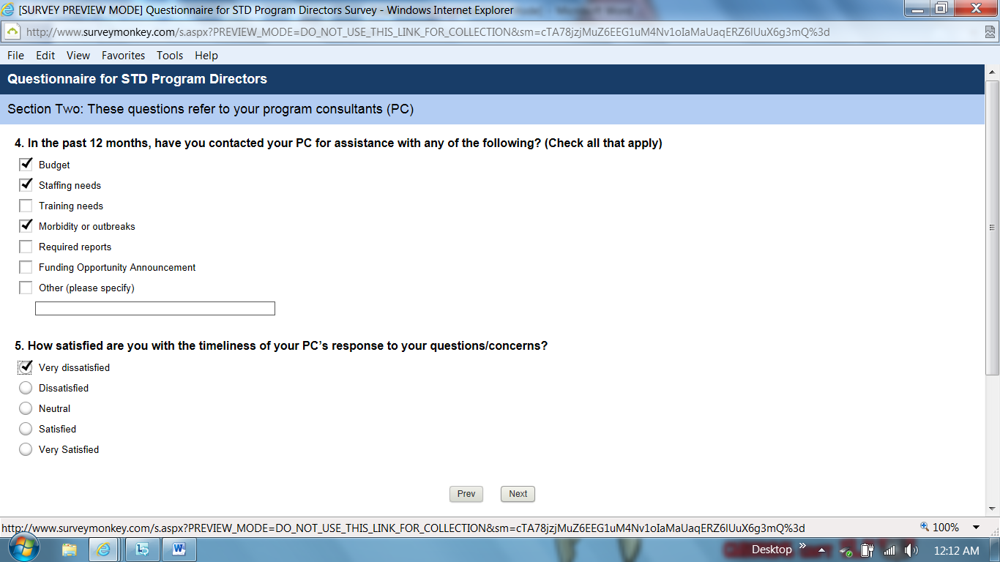 [SURVEY PREVIEW MODE] Questionnaire for STD Program Directors Survey - Windows Internet Explorer
http://www.surveymonkey.com/s.aspx?PREVIEW_MODE=DO_NOT_USE_THIS_LINK_FOR_COLLECTION&sm=cTA78jzjMuZ6EEG1uM4Nv1oIaMaUaqERZ6lUuX6g3mQ%3d
File Edit View Favorites Tools Help
Questionnaire for STD Program Directors
Section Two: These questions refer to your program consultants (PC)
4. In the past 12 months, have you contacted your PC for assistance with any of the following? (Check all that apply)
Budget
Staffing needs
Training needs
Morbidity or outbreaks
Required reports
Funding Opportunity Announcement
Other (please specify)
5. How satisfied are you with the timeliness of your PC’s response to your questions/concerns?
Very dissatisfied
Dissatisfied
Neutral
Satisfied
Very Satisfied
Prev Next
http://www.surveymonkey.com/s.aspx?PREVIEW_MODE=DO_NOT_USE_THIS_LINK_FOR_COLLECTION&sm=cTA78jzjMuZ6EEG1uM4Nv1oIaMaUaqERZ6lUuX6g3mQ%3d 100%
Desktop » 12:12 AM